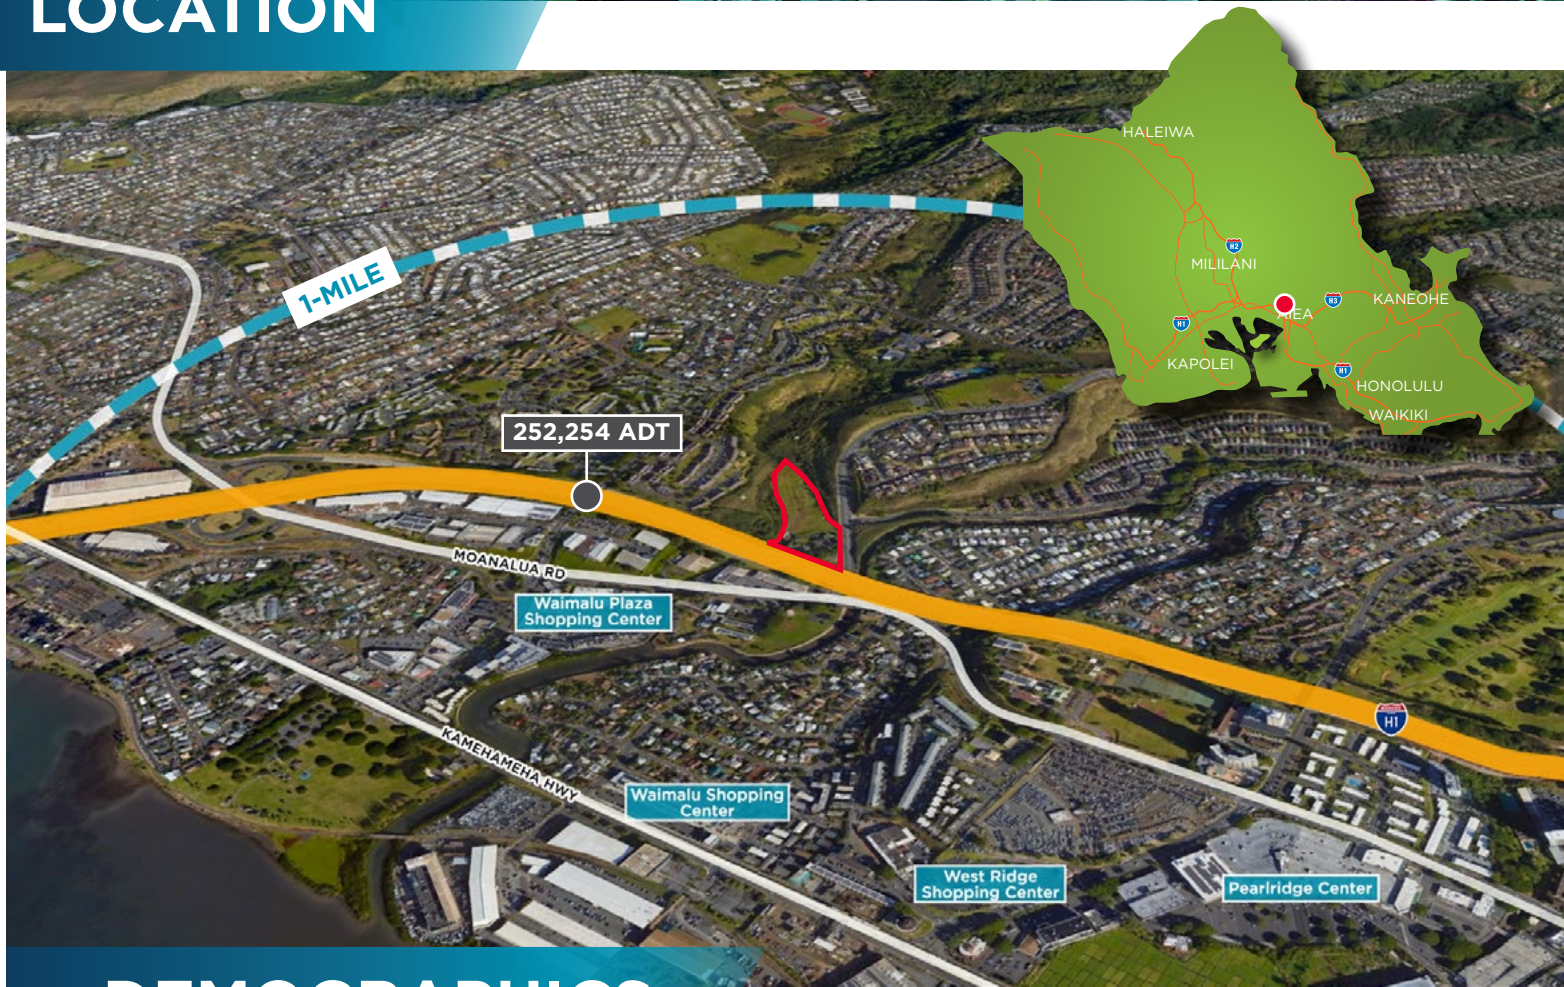 LOCATION
HALEIWA
H2
MILILANI
H3
KANEOHE
AIEA
H1
KAPOLEI
H1
HONOLULU
WAIKIKI
1-MILE
252,254 ADT
MOANALUA RD
Waimalu Plaza
Shopping Center
H1
KAMEHAMEHA HWY
Waimalu Shopping
Center
West Ridge
Shopping Center
Pearlridge Center
DEMOGRAPHICS